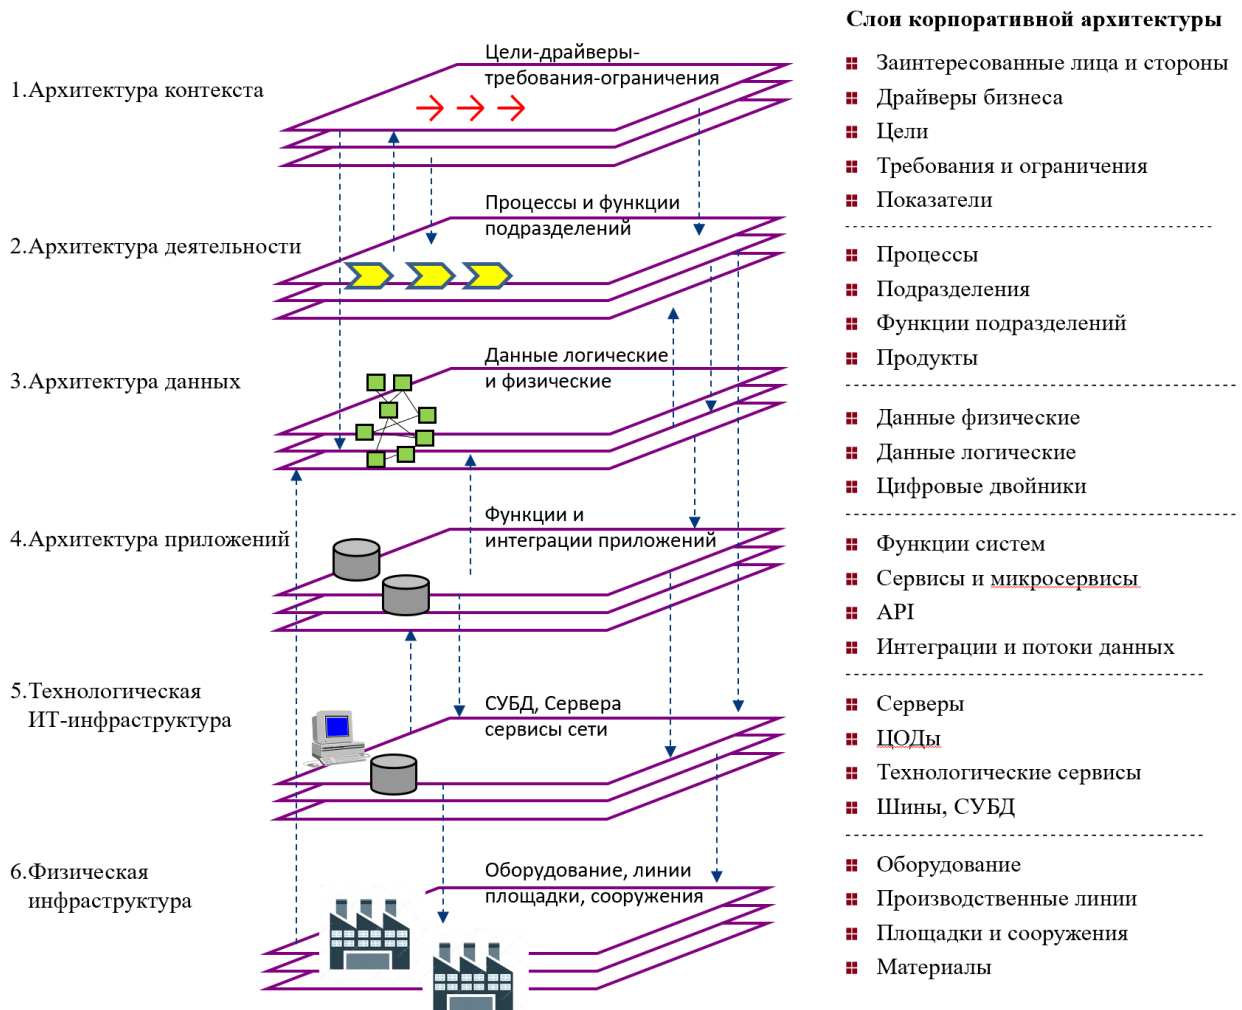 Слои корпоративной архитектуры
1.Архитектура контекста
Цели-драйверы-
требования-ограничения
Заинтересованные лица и стороны
Драйверы бизнеса
Цели
Требования и ограничения
Показатели
2.Архитектура деятельности
Процессы и функции
подразделений
Процессы
Подразделения
Функции подразделений
Продукты
3.Архитектура данных
Данные логические
и физические
Данные физические
Данные логические
Цифровые двойники
4.Архитектура приложений
Функции и
интеграции приложений
Функции систем
Сервисы и микросервисы
API
Интеграции и потоки данных
5.Технологическая
ИТ-инфраструктура
СУБД, Сервера
сервисы сети
Серверы
ЦОДы
Технологические сервисы
Шины, СУБД
6.Физическая
инфраструктура
Оборудование, линии
площадки, сооружения
Оборудование
Производственные линии
Площадки и сооружения
Материалы